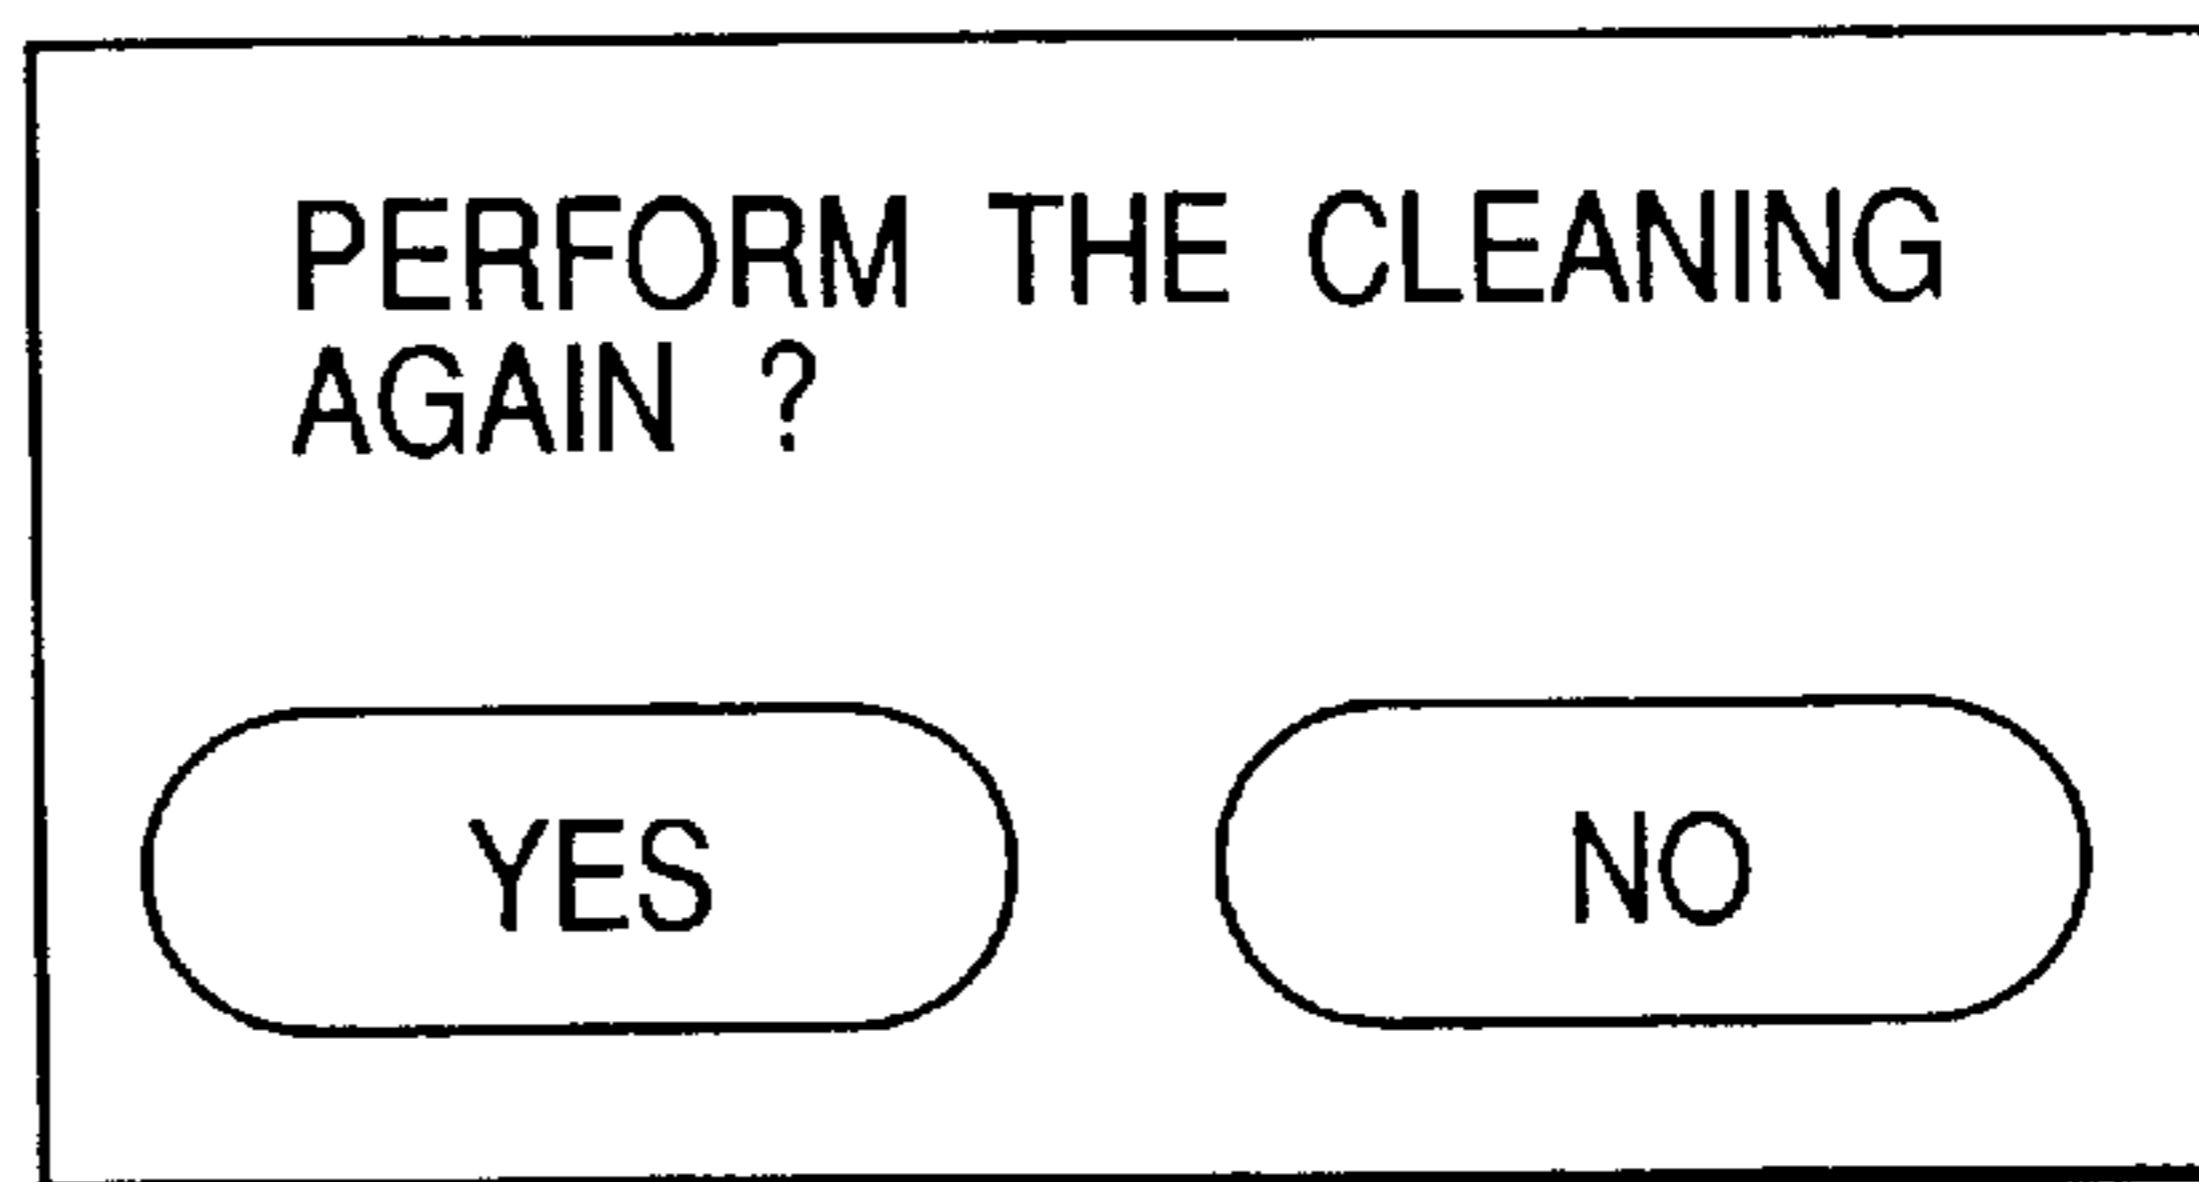 PERFORM THE CLEANING
AGAIN ?
YES
NO